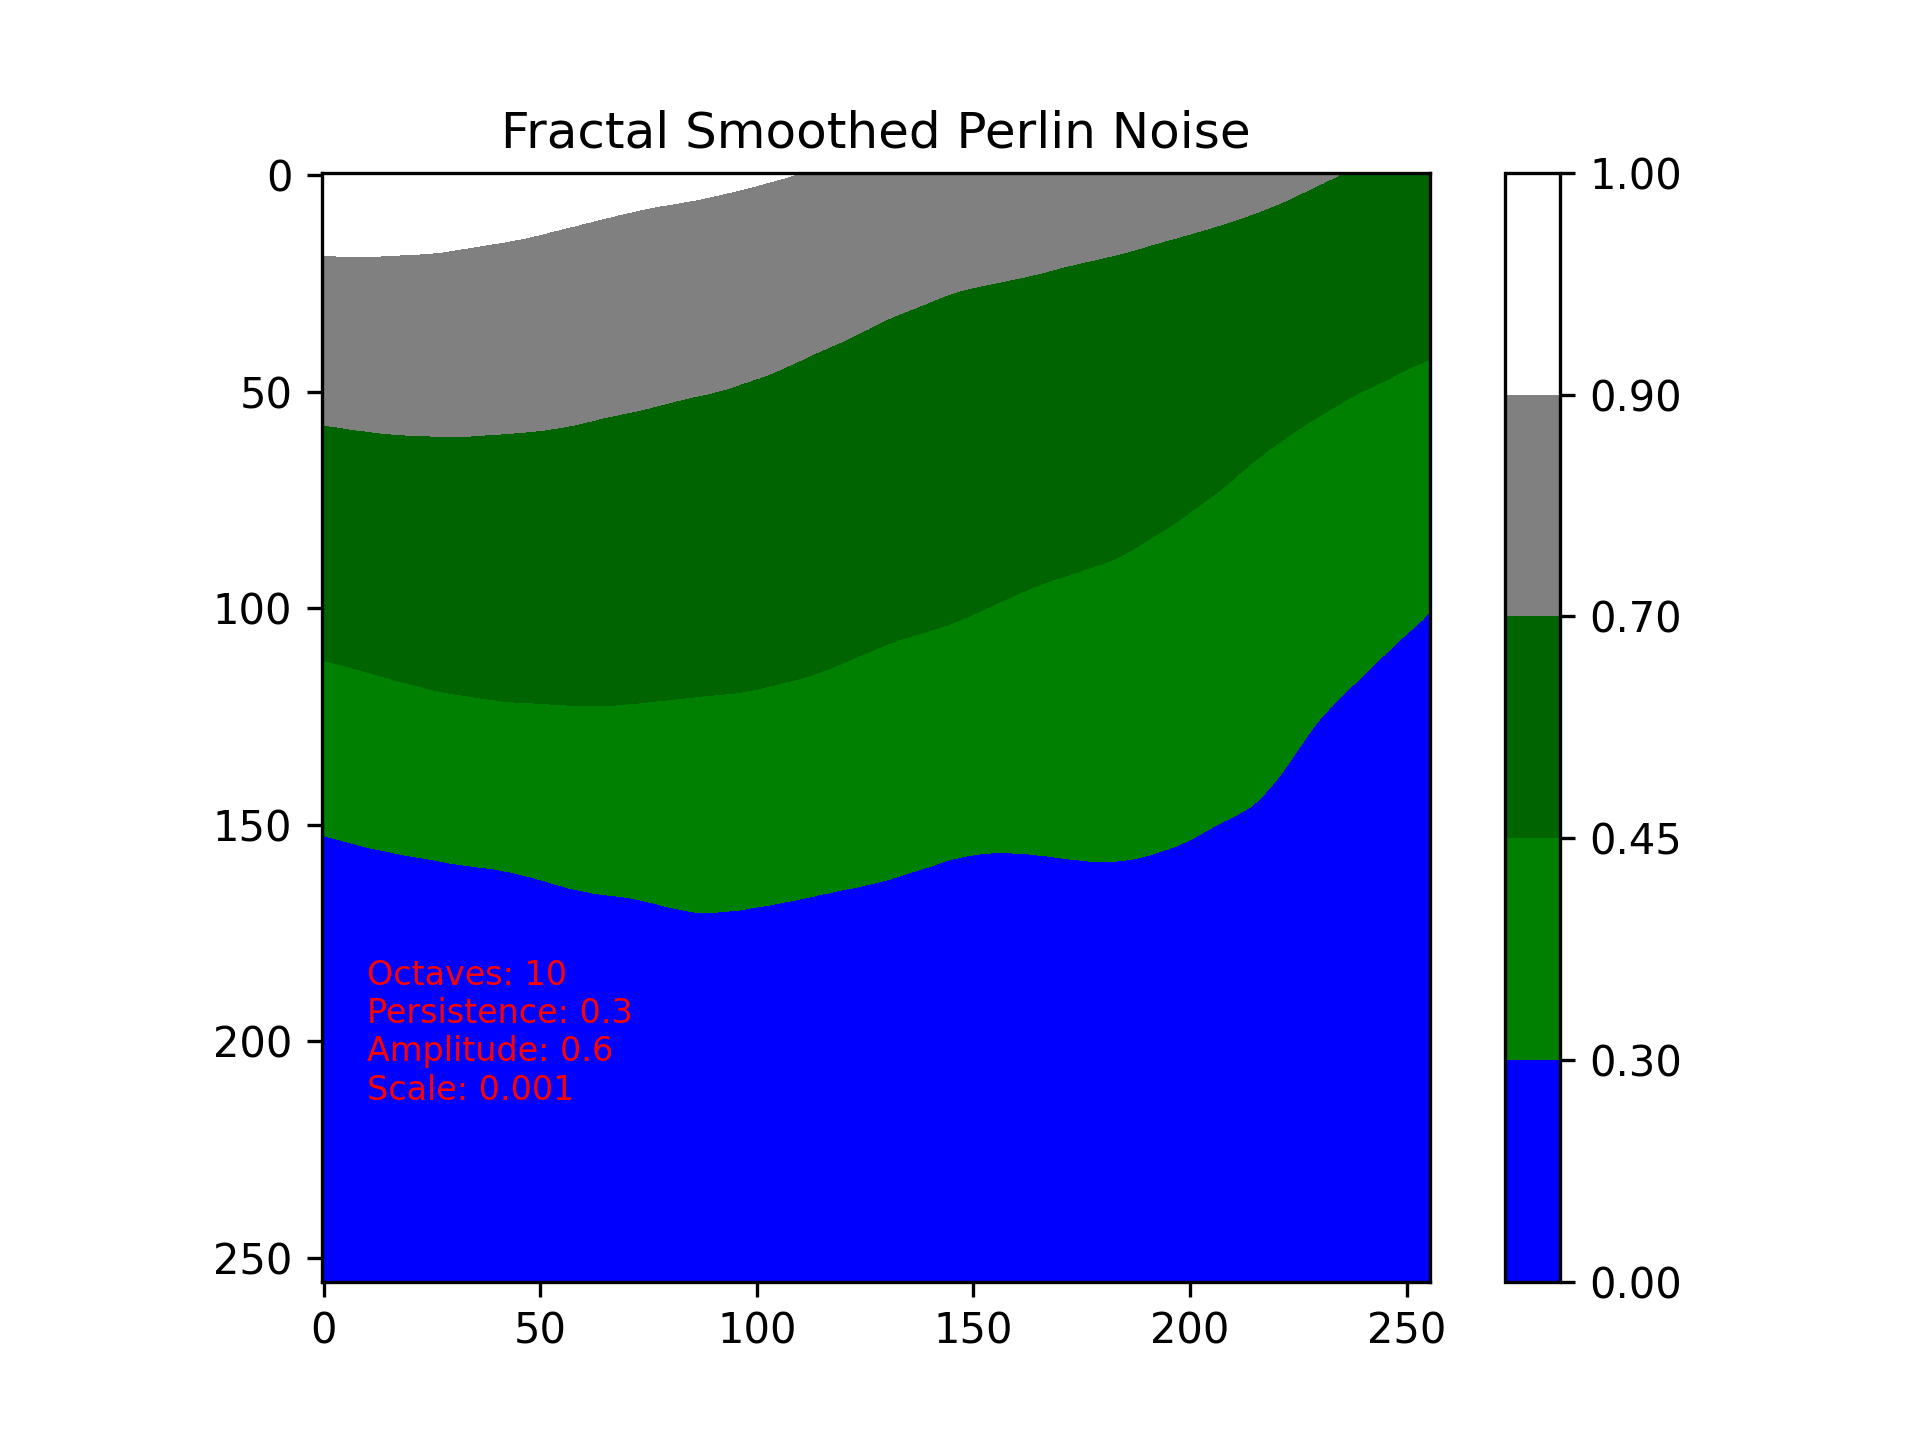 Fractal Smoothed Perlin Noise
0
50
100
150
200
250
Octaves: 10
Persistence: 0.3
Amplitude: 0.6
Scale: 0.001
0 50 100 150 200 250
1.00
0.90
0.70
0.45
0.30
0.00